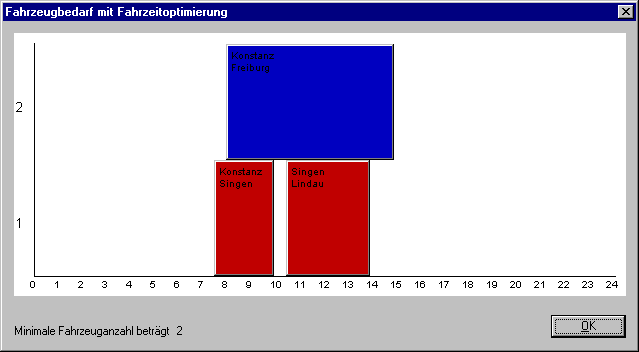 Fahrzeugbedarf mit Fahrzeitoptimierung
Konstanz
Freiburg
2
Konstanz
Singen
Singen
Lindau
1
0 1 2 3 4 5 6 7 8 9 10 11 12 13 14 15 16 17 18 19 20 21 22 23 24
Minimale Fahrzeuganzahl beträgt 2
OK